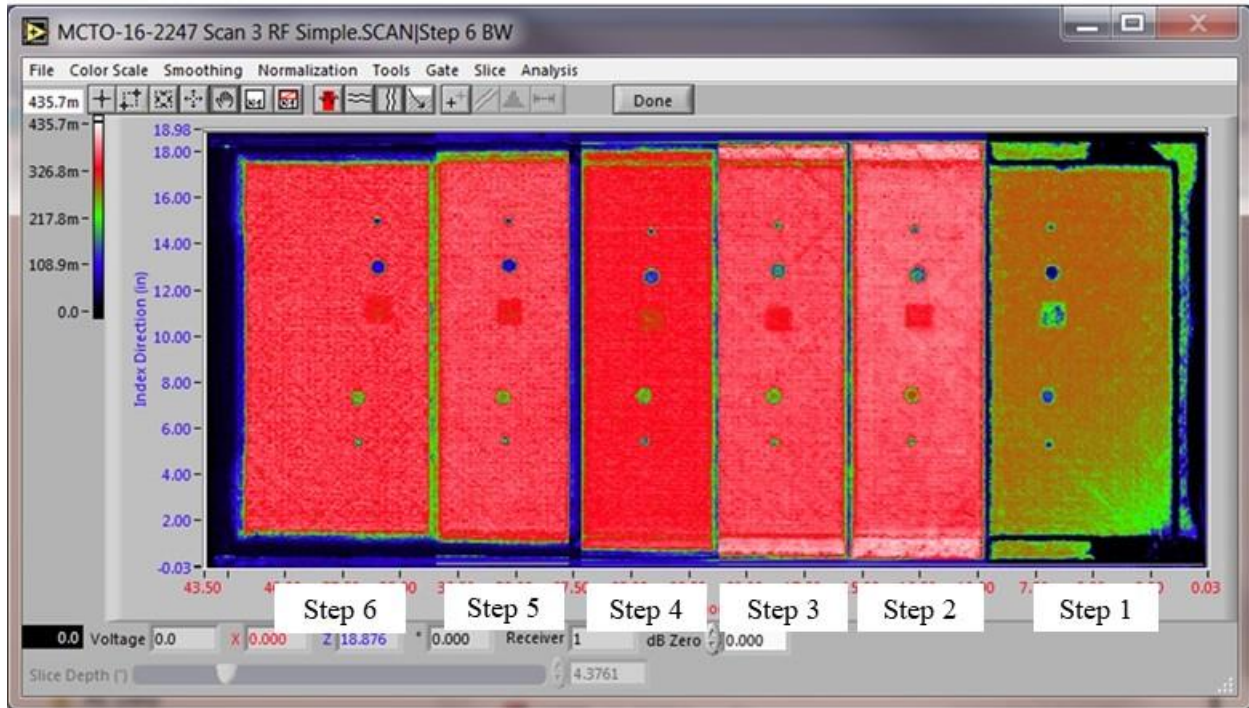 MCTO-16-2247 Scan 3 RF Simple.SCAN|Step 6 BW
File Color Scale Smoothing Normalization Tools Gate Slice Analysis
435.7m
Done
435.7m
326.8m
217.8m
108.9m
0.0
18.98
18.00
16.00
14.00
12.00
10.00
8.00
6.00
4.00
2.00
-0.03
Index Direction (in)
43.50 0.03
Step 6 Step 5 Step 4 Step 3 Step 2 Step 1
0.0 Voltage 0.0 X 0.000 Z 18.876 ° 0.000 Receiver 1 dB Zero 0.000
Slice Depth (") 4.3761